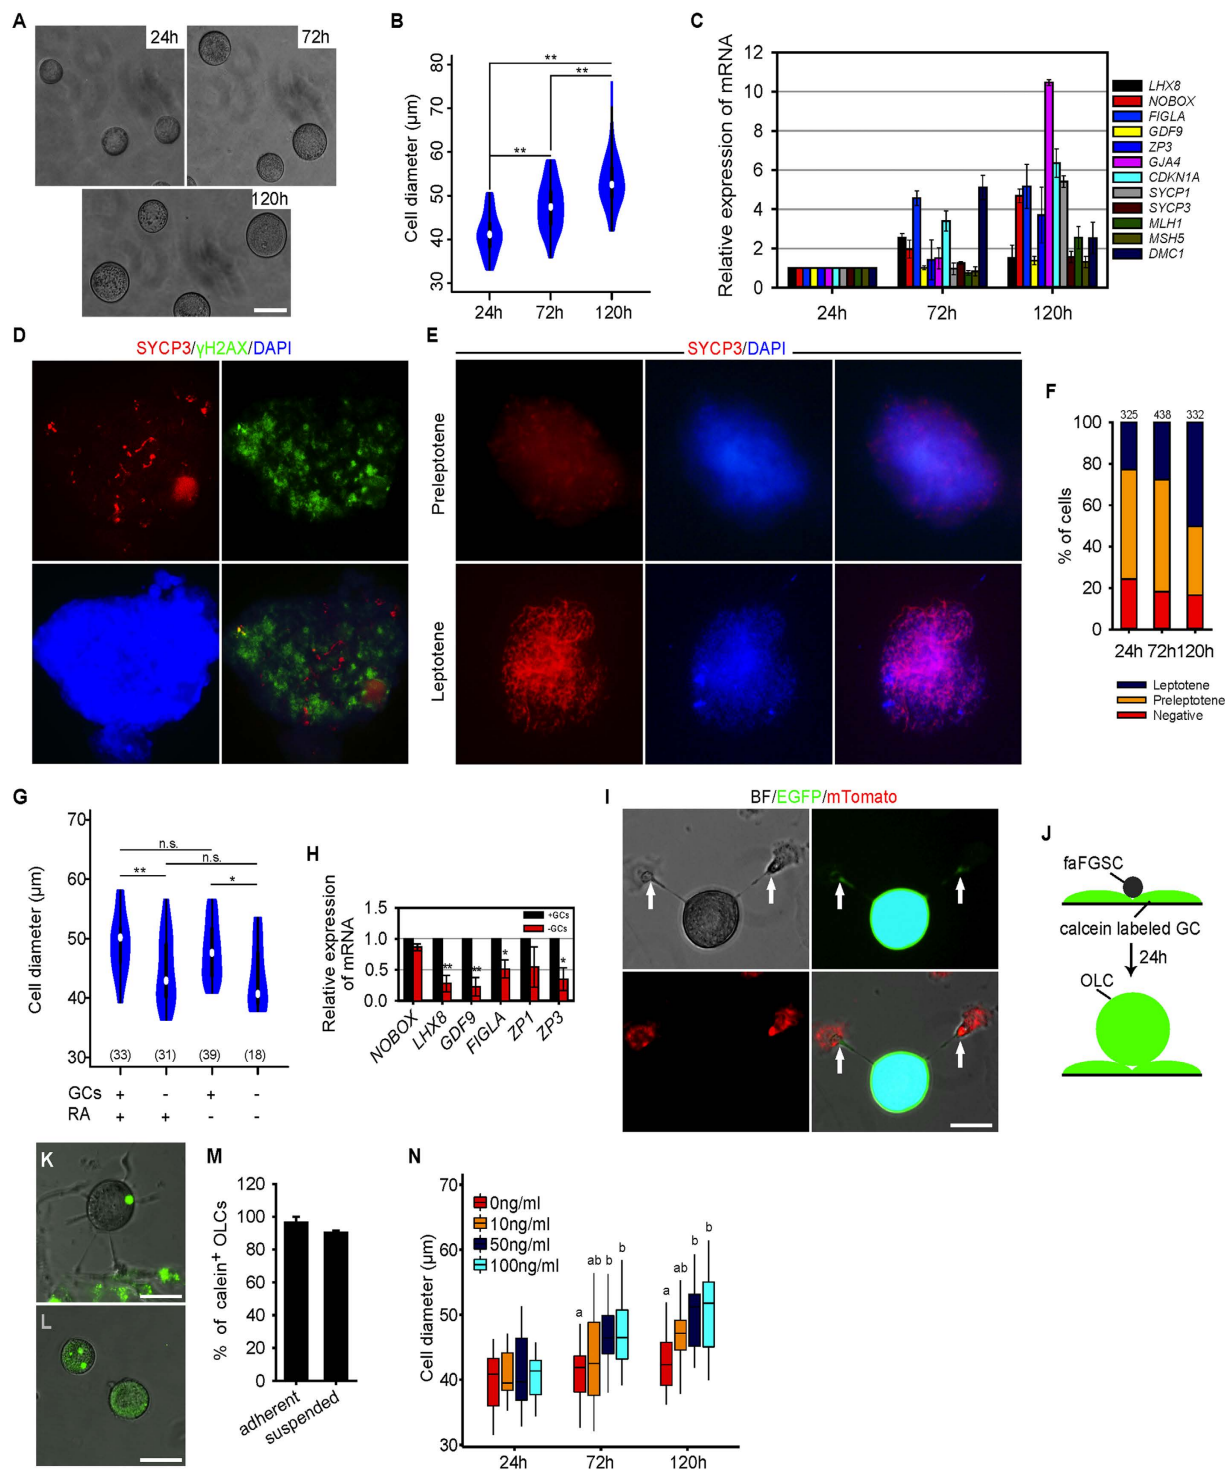 A
24h
72h
120h
B
Cell diameter (μm)
80
70
60
50
40
30
**
**
**
24h 72h 120h
C
Relative expression of mRNA
12
10
8
6
4
2
0
24h 72h 120h
LHX8
NOBOX
FIGLA
GDF9
ZP3
GJA4
CDKN1A
SYCP1
SYCP3
MLH1
MSH5
DMC1
D
SYCP3/γH2AX/DAPI
E
SYCP3/DAPI
Preleptotene
Leptotene
F
325 438 332
% of cells
100
80
60
40
20
0
24h 72h 120h
Leptotene
Preleptotene
Negative
G
Cell diameter (μm)
70
60
50
40
30
n.s.
n.s.
**
*
(33) (31) (39) (18)
GCs + - + -
RA + + - -
H
Relative expression
of mRNA
1.5
1.0
0.5
0.0
+GCs
-GCs
** ** * *
NOBOX LHX8 GDF9 FIGLA ZP1 ZP3
I
BF/EGFP/mTomato
J
faFGSC
calcein labeled GC
24h
OLC
K
L
M
% of calein+ OLCs
120
100
80
60
40
20
0
adherent suspended
N
Cell diameter (μm)
70
60
50
40
30
0ng/ml
10ng/ml
50ng/ml
100ng/ml
a ab b b
a ab b b
24h 72h 120h